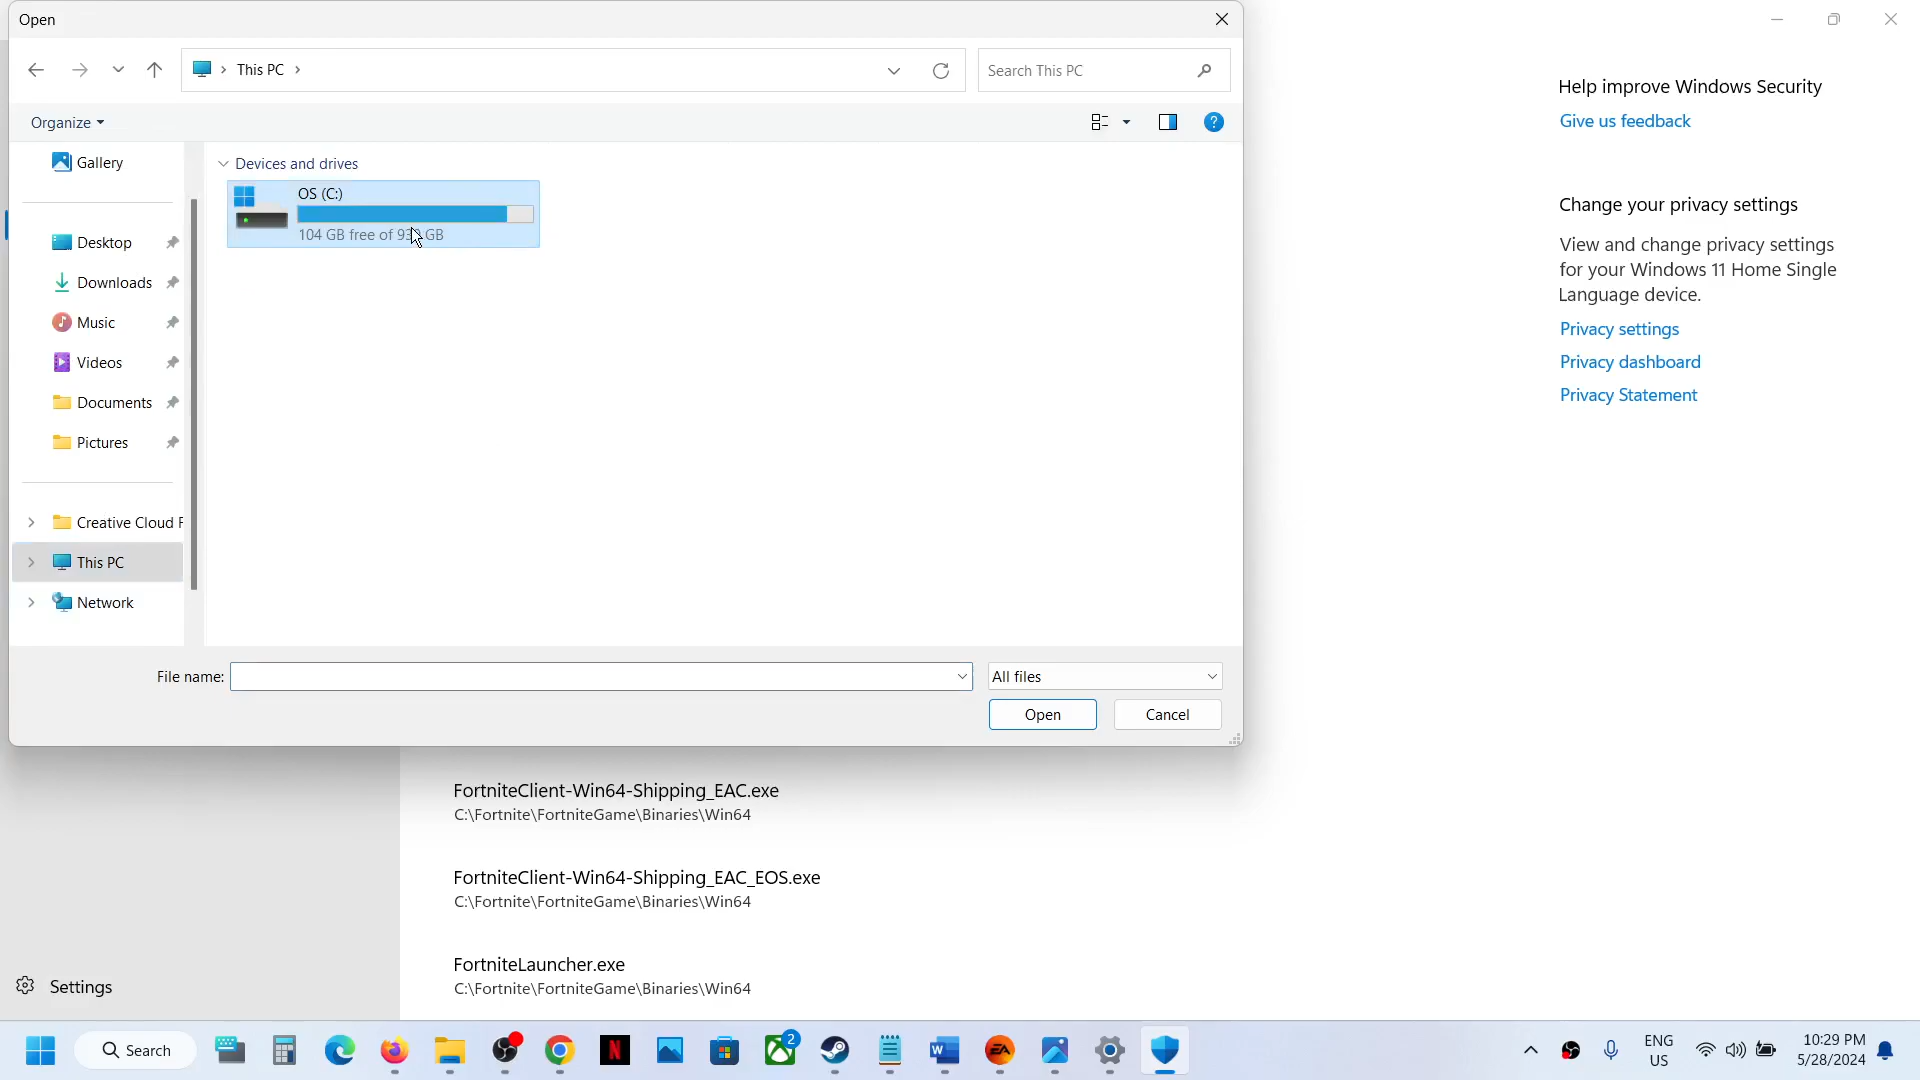 Open
This PC
Search This PC
Organize
Gallery
Desktop
Downloads
Music
Videos
Documents
Pictures
Creative Cloud F
This PC
Network
Devices and drives
OS (C:)
104 GB free of GB
File name:
All files
Open
Cancel
Help improve Windows Security
Give us feedback
Change your privacy settings
View and change privacy settings
for your Windows 11 Home Single
Language device.
Privacy settings
Privacy dashboard
Privacy Statement
FortniteClient-Win64-Shipping_EAC.exe
C:\Fortnite\FortniteGame\Binaries\Win64
FortniteClient-Win64-Shipping_EAC_EOS.exe
C:\Fortnite\FortniteGame\Binaries\Win64
FortniteLauncher.exe
C:\Fortnite\FortniteGame\Binaries\Win64
Settings
Search
2
ENG
US
10:29 PM
5/28/2024